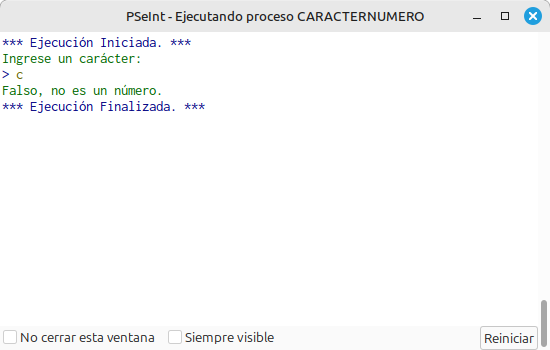 PSeInt - Ejecutando proceso CARACTERNUMERO
*** Ejecución Iniciada. ***
Ingrese un carácter:
> c
Falso, no es un número.
*** Ejecución Finalizada. ***
No cerrar esta ventana
Siempre visible
Reiniciar